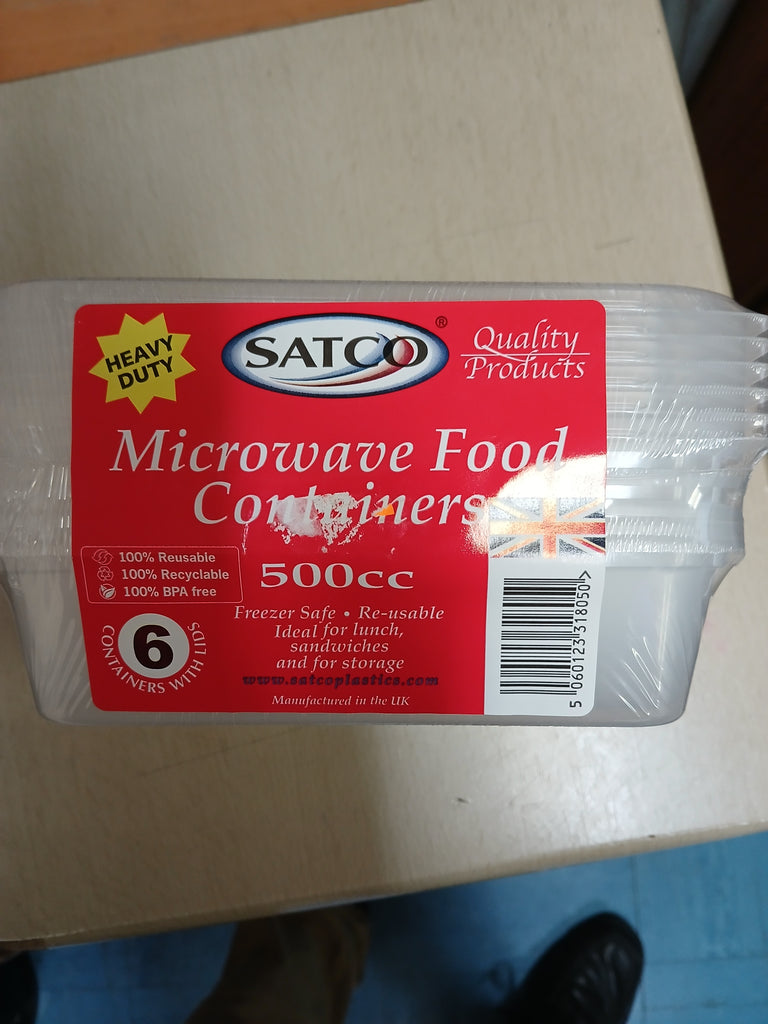 HEAVY
DUTY
SATCO®
Quality
Products
Microwave Food
Containers
100% Reusable
100% Recyclable
100% BPA free
500cc
6
CONTAINERS WITH LIDS
Freezer Safe • Re-usable
Ideal for lunch,
sandwiches
and for storage
www.satcoplastics.com
Manufactured in the UK
5 060123 318050 >